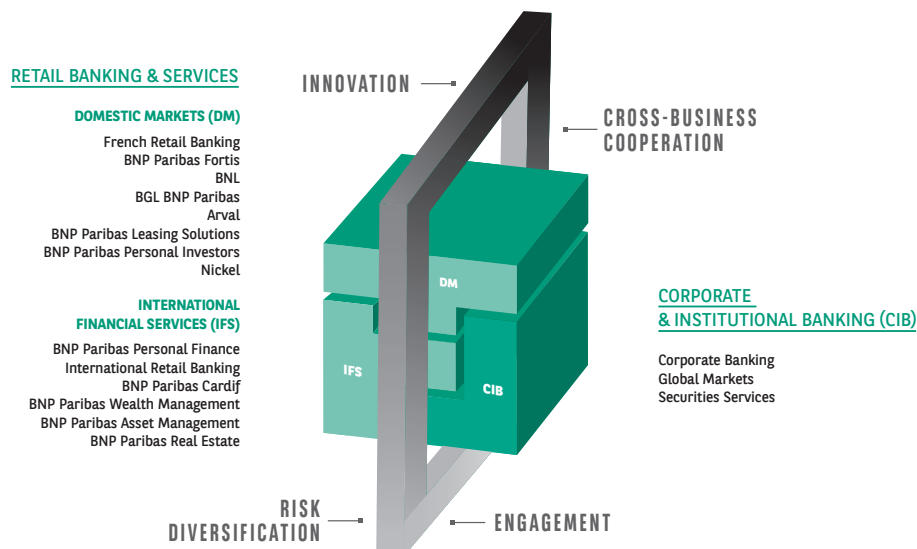 RETAIL BANKING & SERVICES
DOMESTIC MARKETS (DM)
French Retail Banking
BNP Paribas Fortis
BNL
BGL BNP Paribas
Arval
BNP Paribas Leasing Solutions
BNP Paribas Personal Investors
Nickel
INTERNATIONAL
FINANCIAL SERVICES (IFS)
BNP Paribas Personal Finance
International Retail Banking
BNP Paribas Cardif
BNP Paribas Wealth Management
BNP Paribas Asset Management
BNP Paribas Real Estate
INNOVATION
CROSS-BUSINESS
COOPERATION
DM
IFS
CIB
CORPORATE
& INSTITUTIONAL BANKING (CIB)
Corporate Banking
Global Markets
Securities Services
RISK
DIVERSIFICATION
ENGAGEMENT